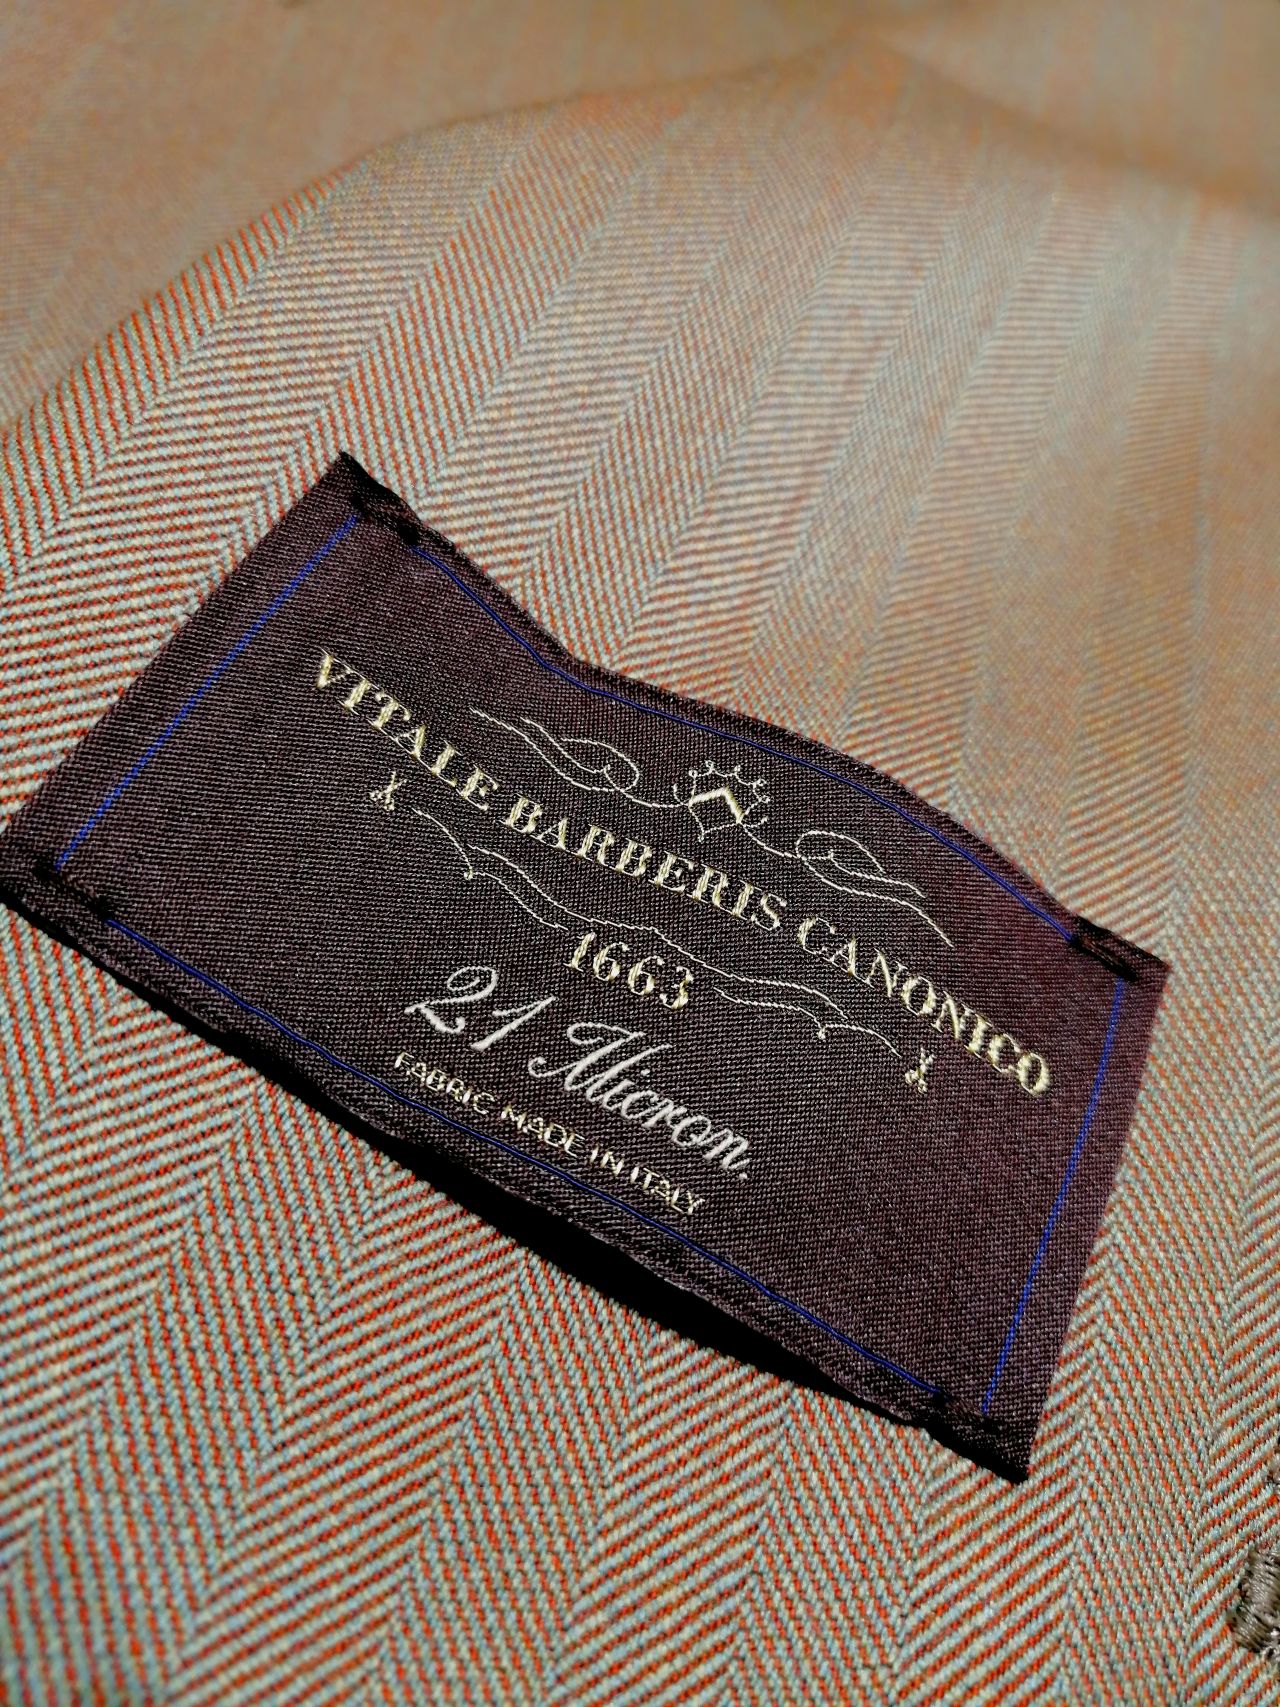 VITALE BARBERIS CANONICO
1663
21 Micron.
FABRIC MADE IN ITALY